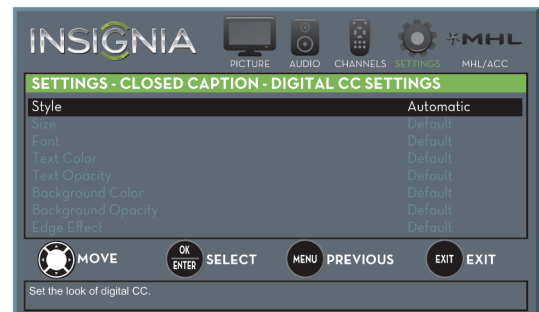 INSIGNIA
PICTURE AUDIO CHANNELS SETTINGS MHL MHL/ACC
SETTINGS - CLOSED CAPTION - DIGITAL CC SETTINGS
Style Automatic
Size Default
Font Default
Text Color Default
Text Opacity Default
Background Color Default
Background Opacity Default
Edge Effect Default
MOVE OK ENTER SELECT MENU PREVIOUS EXIT EXIT
Set the look of digital CC.